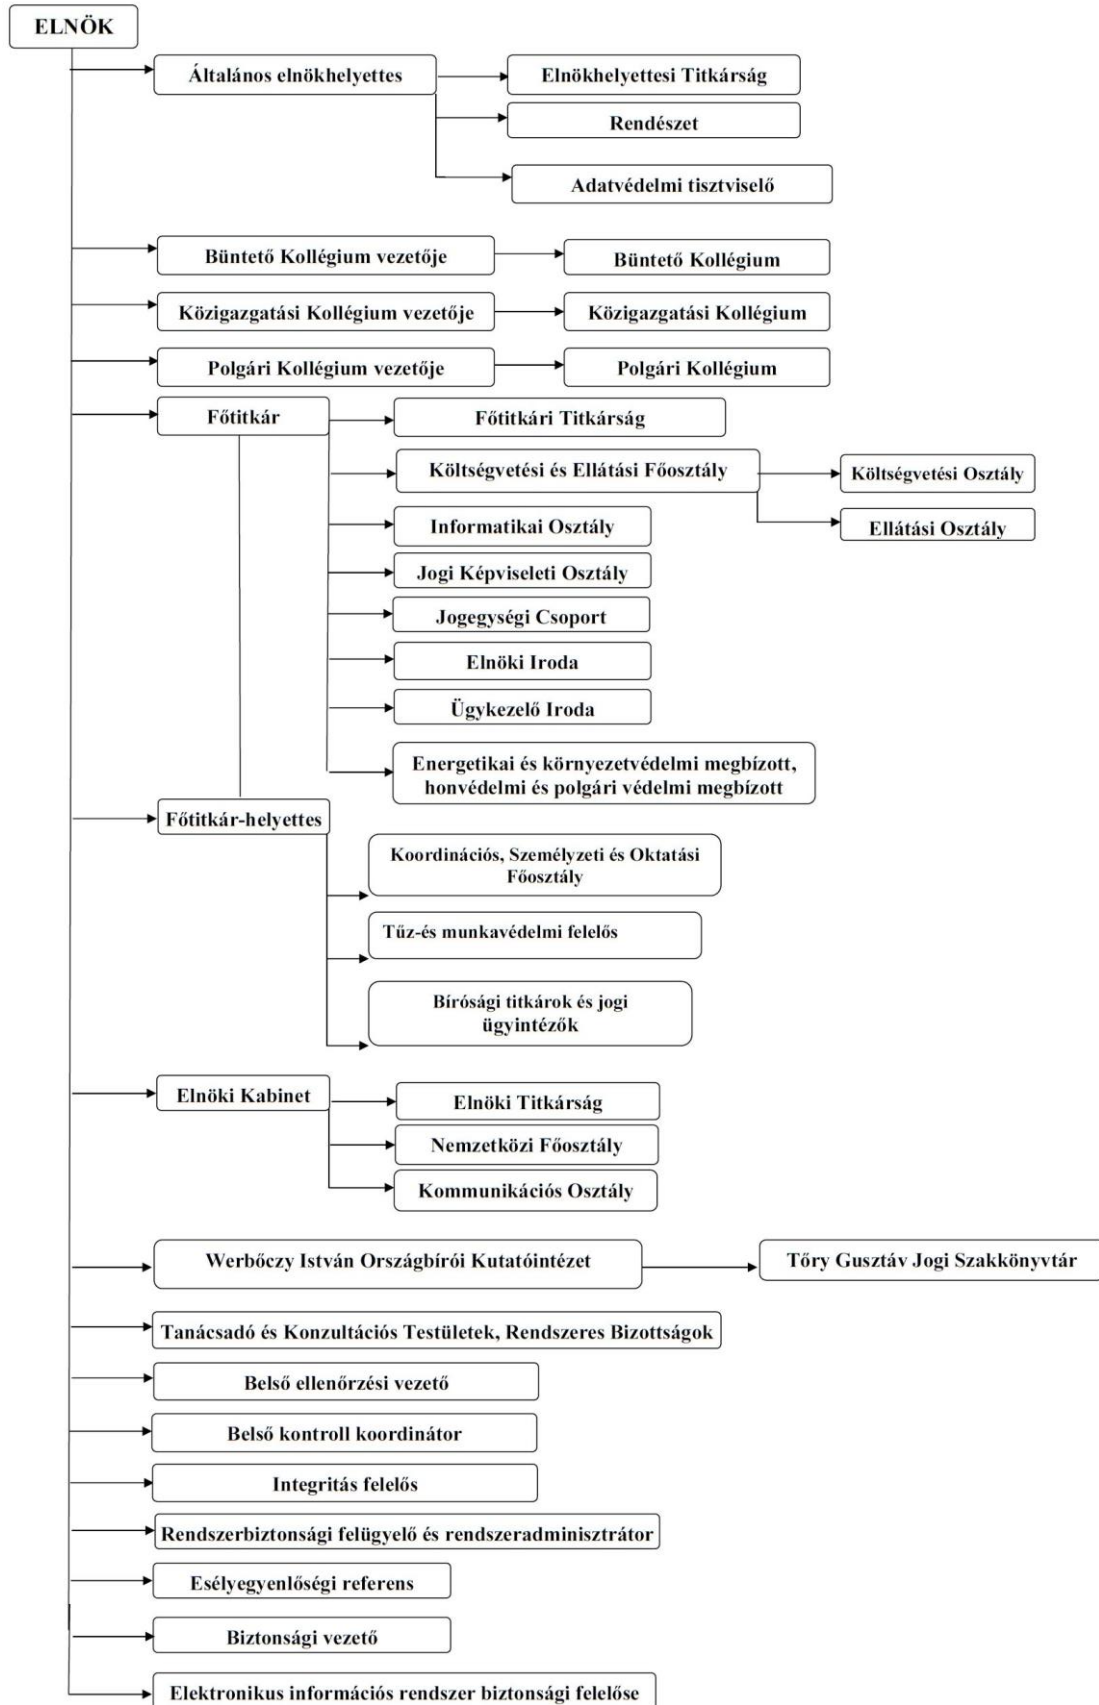 ELNÖK
Általános elnökhelyettes
Elnökhelyettesi Titkárság
Rendészet
Adatvédelmi tisztviselő
Büntető Kollégium vezetője
Büntető Kollégium
Közigazgatási Kollégium vezetője
Közigazgatási Kollégium
Polgári Kollégium vezetője
Polgári Kollégium
Főtitkár
Főtitkári Titkárság
Költségvetési és Ellátási Főosztály
Költségvetési Osztály
Ellátási Osztály
Informatikai Osztály
Jogi Képviseleti Osztály
Jogegységi Csoport
Elnöki Iroda
Ügykezelő Iroda
Energetikai és környezetvédelmi megbízott,
honvédelmi és polgári védelmi megbízott
Főtitkár-helyettes
Koordinációs, Személyzeti és Oktatási
Főosztály
Tűz-és munkavédelmi felelős
Bírósági titkárok és jogi
ügyintézők
Elnöki Kabinet
Elnöki Titkárság
Nemzetközi Főosztály
Kommunikációs Osztály
Werbőczy István Országbírói Kutatóintézet
Tőry Gusztáv Jogi Szakkönyvtár
Tanácsadó és Konzultációs Testületek, Rendszeres Bizottságok
Belső ellenőrzési vezető
Belső kontroll koordinátor
Integritás felelős
Rendszerbiztonsági felügyelő és rendszeradminisztrátor
Esélyegyenlőségi referens
Biztonsági vezető
Elektronikus információs rendszer biztonsági felelőse